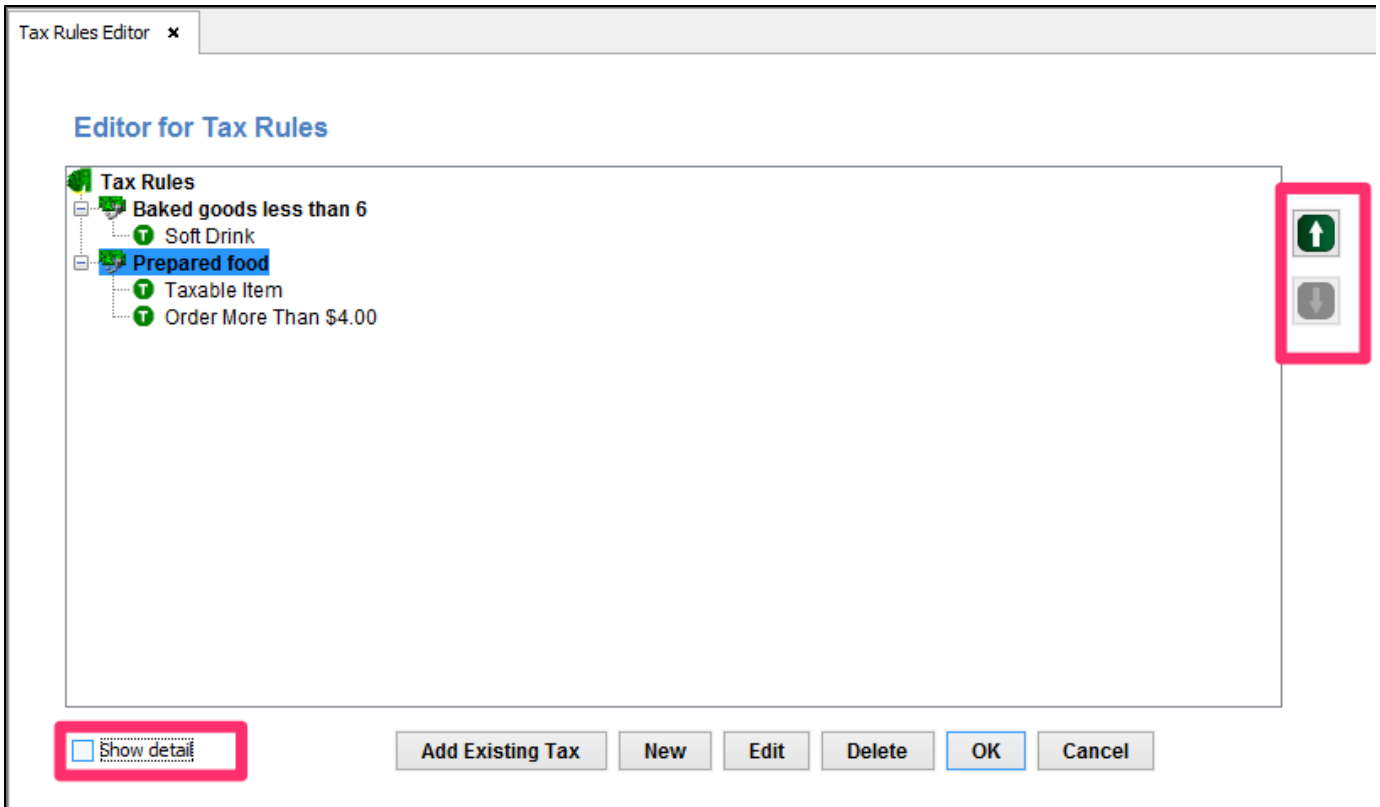 Tax Rules Editor ×
Editor for Tax Rules
Tax Rules
Baked goods less than 6
T Soft Drink
Prepared food
T Taxable Item
T Order More Than $4.00
Show detail
Add Existing Tax New Edit Delete OK Cancel